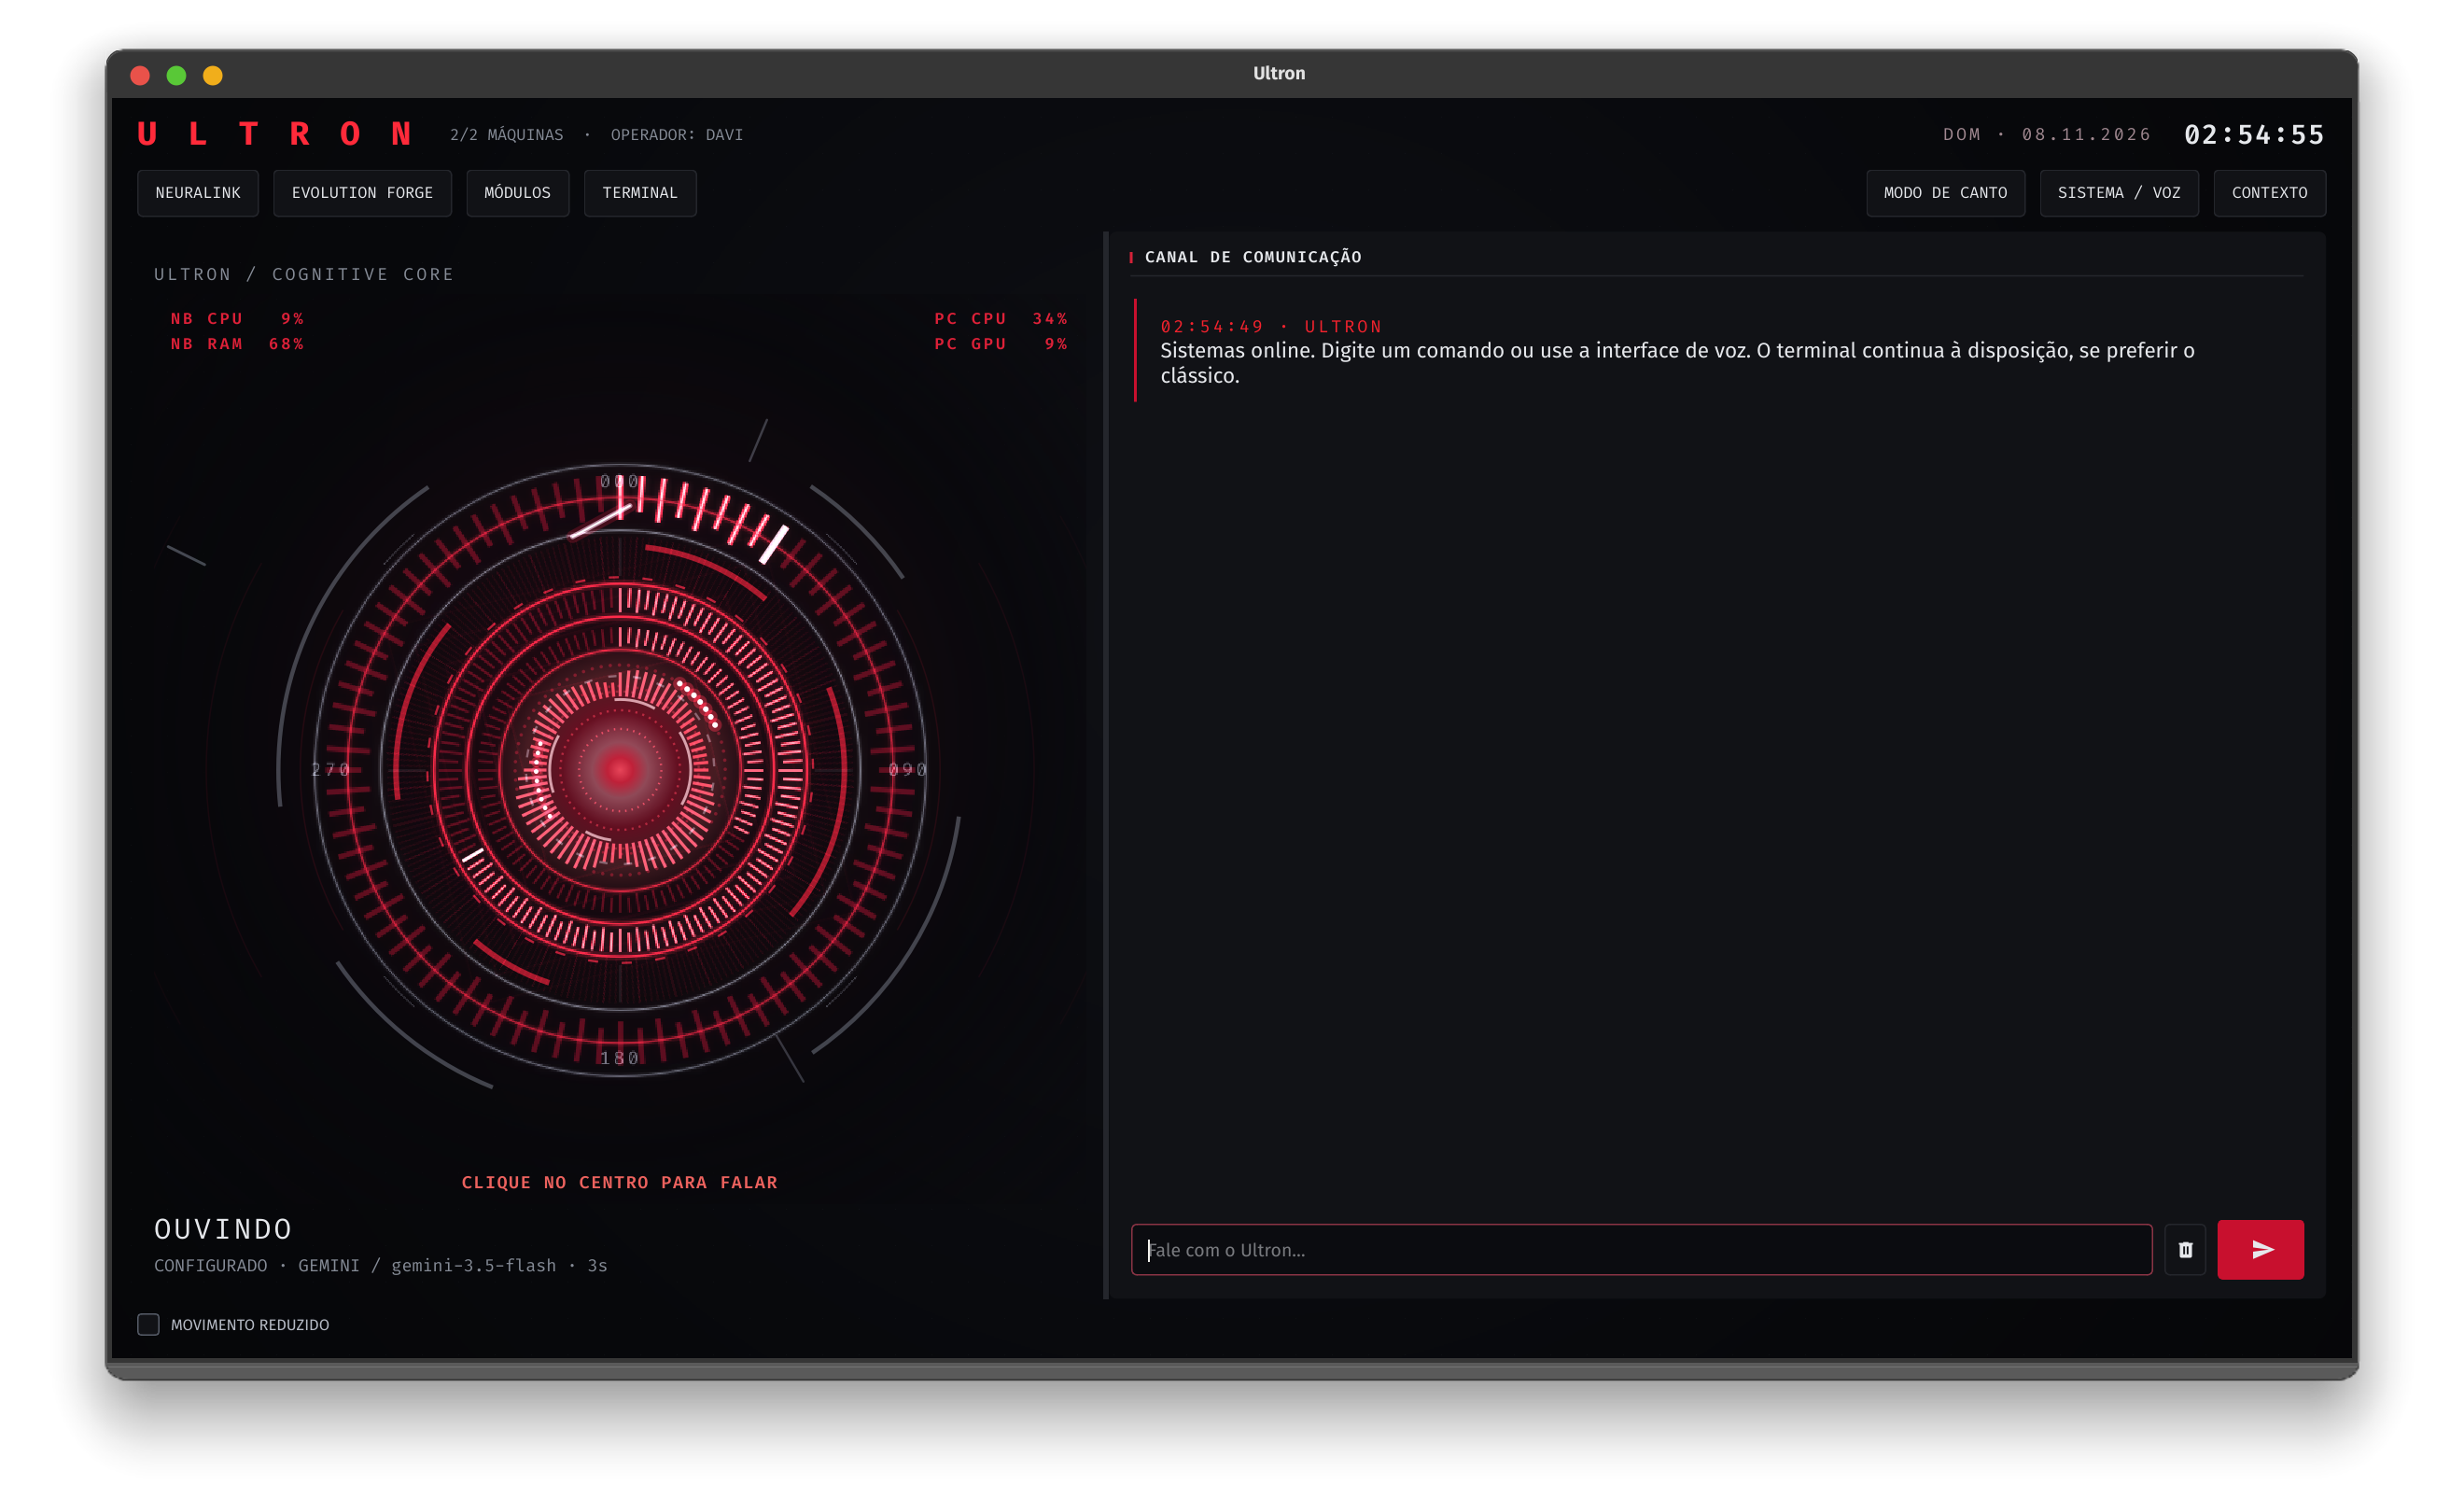 Ultron
ULTRON 2/2 MÁQUINAS · OPERADOR: DAVI DOM · 08.11.2026 02:54:55
NEURALINK EVOLUTION FORGE MÓDULOS TERMINAL MODO DE CANTO SISTEMA / VOZ CONTEXTO
ULTRON / COGNITIVE CORE
NB CPU 9% PC CPU 34%
NB RAM 68% PC GPU 9%
000
270 090
180
CLIQUE NO CENTRO PARA FALAR
OUVINDO
CONFIGURADO · GEMINI / gemini-3.5-flash · 3s
MOVIMENTO REDUZIDO
CANAL DE COMUNICAÇÃO
02:54:49 · ULTRON
Sistemas online. Digite um comando ou use a interface de voz. O terminal continua à disposição, se preferir o
clássico.
Fale com o Ultron...